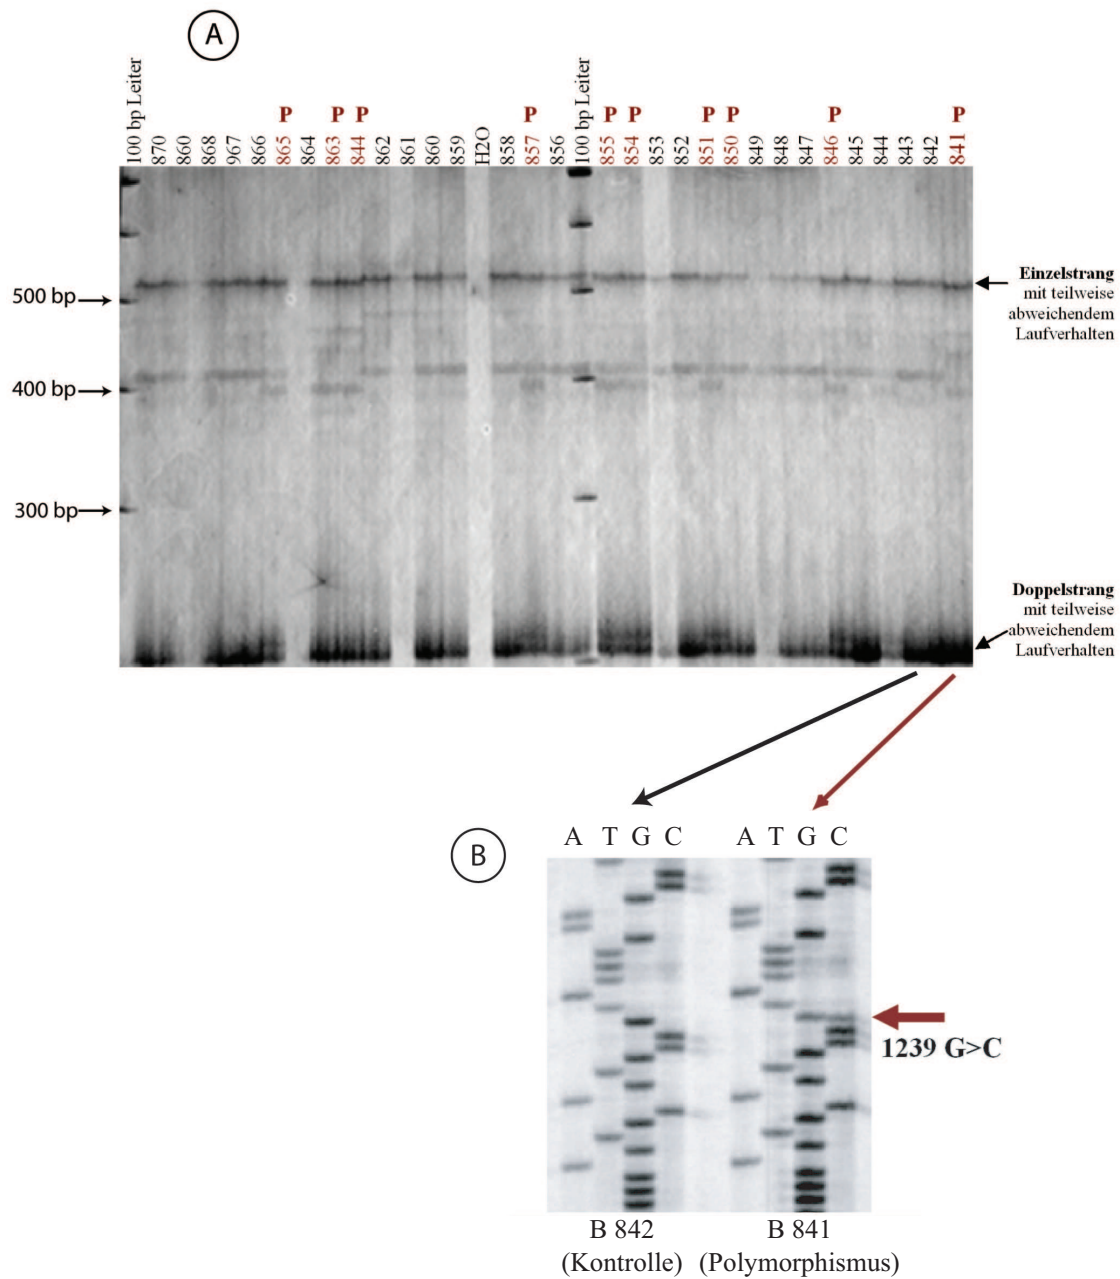 A
100 bp Leiter
870
860
868
967
866
865 P
864
863 P
844 P
862
861
860
859
H2O
858
857 P
856
100 bp Leiter
855 P
854 P
853
852
851 P
850 P
849
848
847
846 P
845
844
843
842
841 P
500 bp
400 bp
300 bp
Einzelstrang
mit teilweise
abweichendem
Laufverhalten
Doppelstrang
mit teilweise
abweichendem
Laufverhalten
B
A T G C A T G C
1239 G>C
B 842 B 841
(Kontrolle) (Polymorphismus)